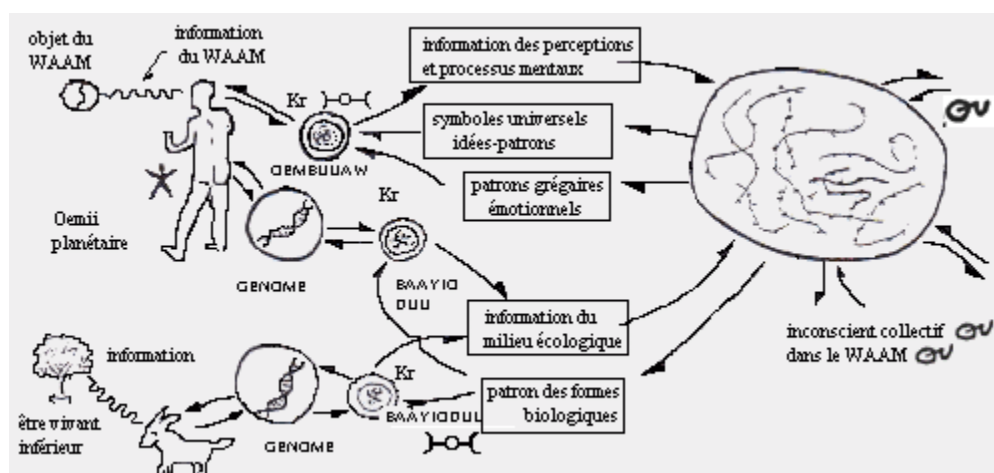 objet du
WAAM
information
du WAAM
information des perceptions
et processus mentaux
Kr
symboles universels
idées-patrons
OEMBUUAW
patrons grégaires
émotionnels
Kr
Oemii
planétaire
GENOME
BAAYIO
DUU
information du
milieu écologique
inconscient collectif
dans le WAAM
information
Kr
patron des formes
biologiques
être vivant
inférieur
GENOME
BAAYIODUU